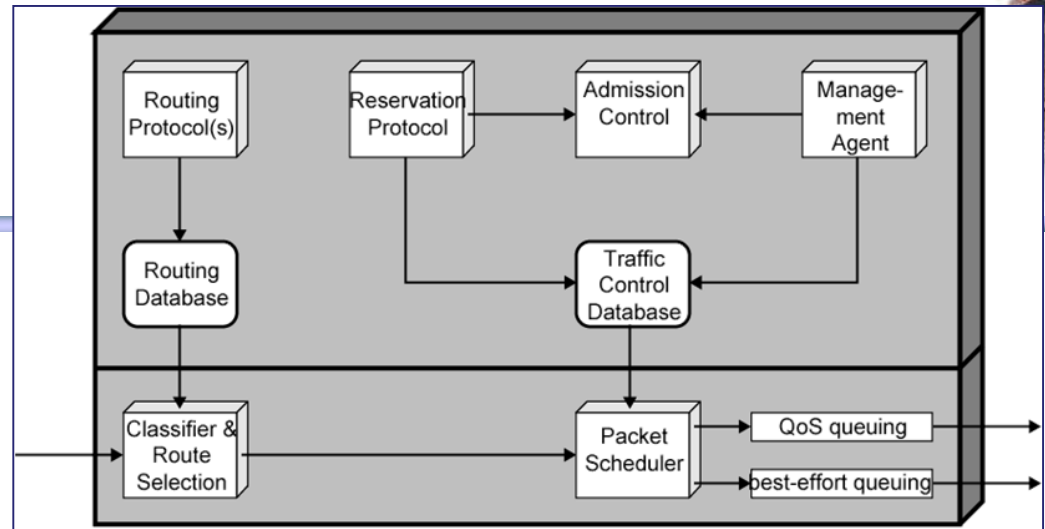 Routing
Protocol(s)
Reservation
Protocol
Admission
Control
Manage-
ment
Agent
Routing
Database
Traffic
Control
Database
Classifier &
Route
Selection
Packet
Scheduler
QoS queuing
best-effort queuing